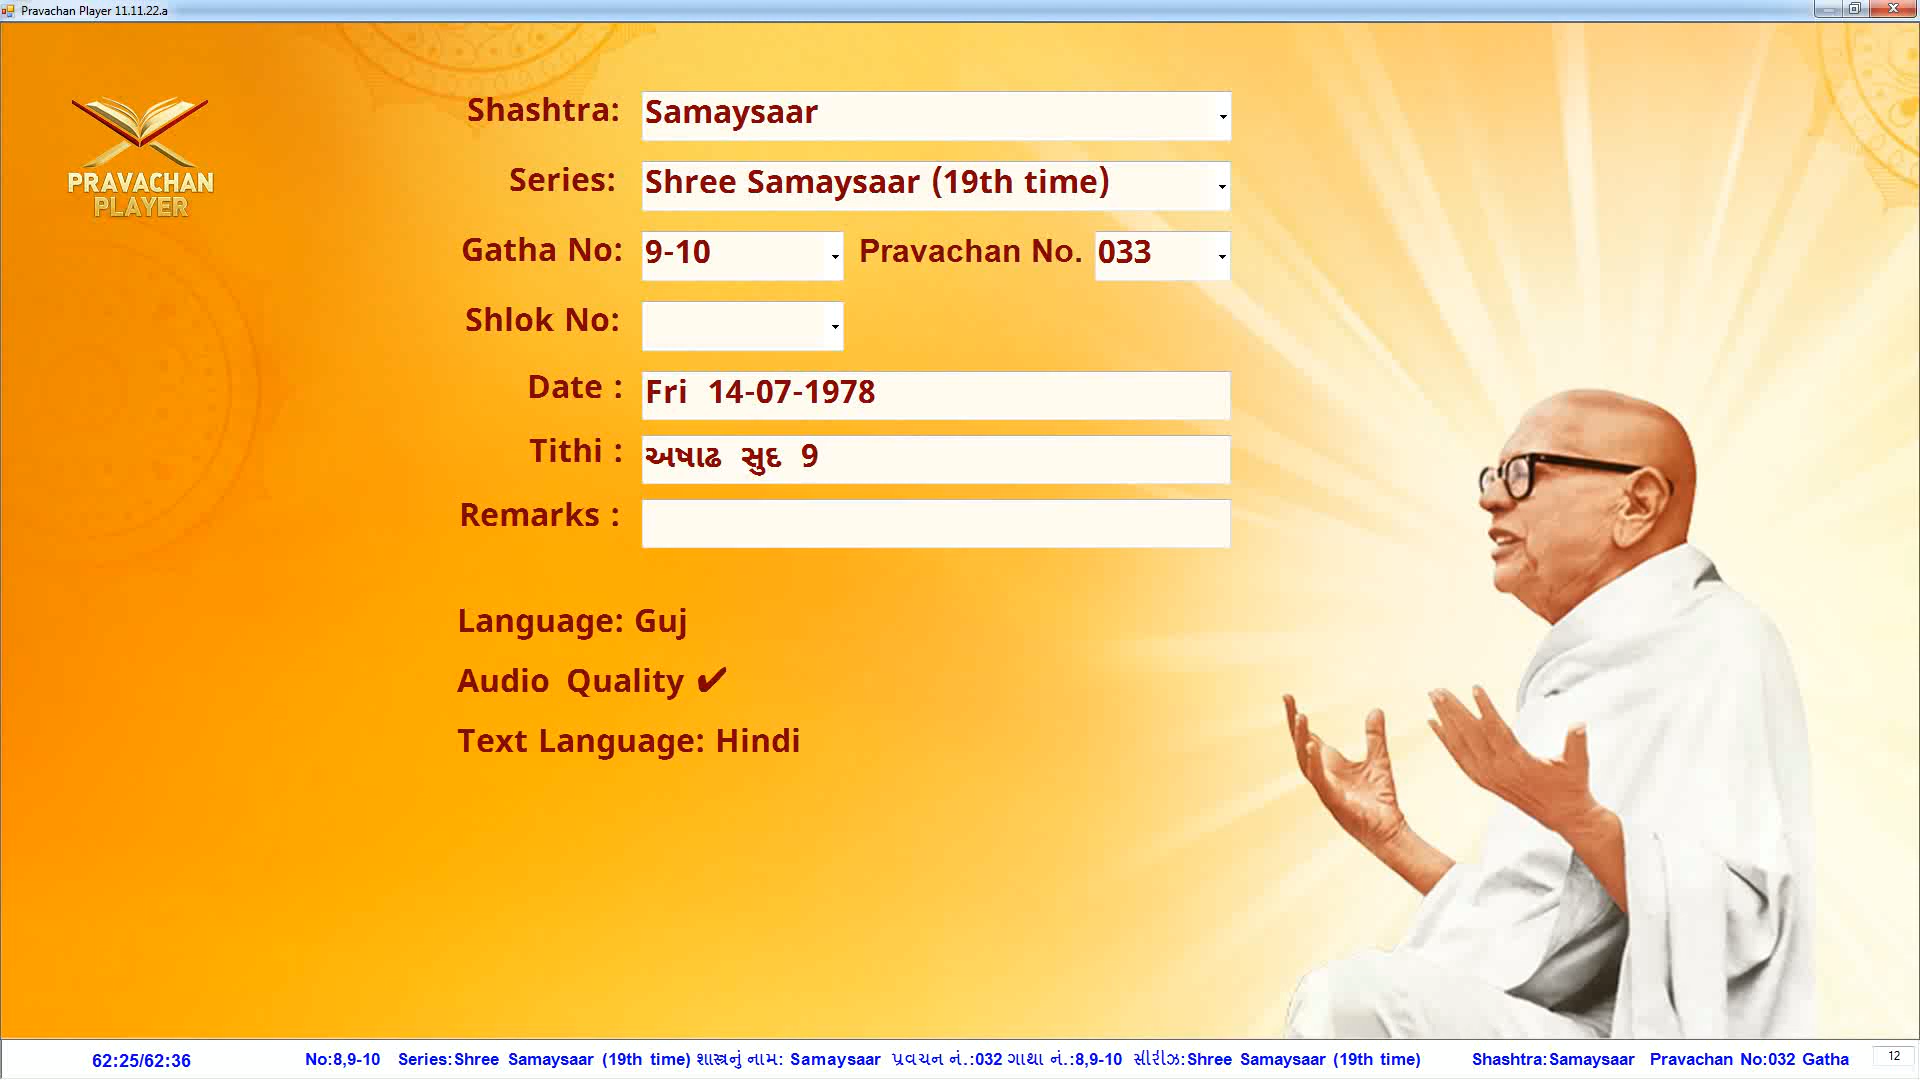 Pravachan Player 11.11.22.a
PRAVACHAN
PLAYER
Shashtra: Samaysaar
Series: Shree Samaysaar (19th time)
Gatha No: 9-10 Pravachan No. 033
Shlok No:
Date : Fri 14-07-1978
Tithi : અષાઢ સુદ 9
Remarks :
Language: Guj
Audio Quality ✔
Text Language: Hindi
62:25/62:36 No:8,9-10 Series:Shree Samaysaar (19th time) શાસ્ત્રનું નામ: Samaysaar પ્રવચન નં.:032 ગાથા નં.:8,9-10 સીરીઝ:Shree Samaysaar (19th time) Shashtra:Samaysaar Pravachan No:032 Gatha 12